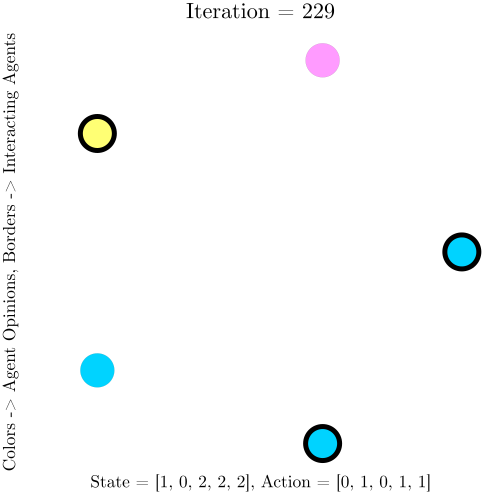 Iteration = 229
Colors -> Agent Opinions, Borders -> Interacting Agents
State = [1, 0, 2, 2, 2], Action = [0, 1, 0, 1, 1]